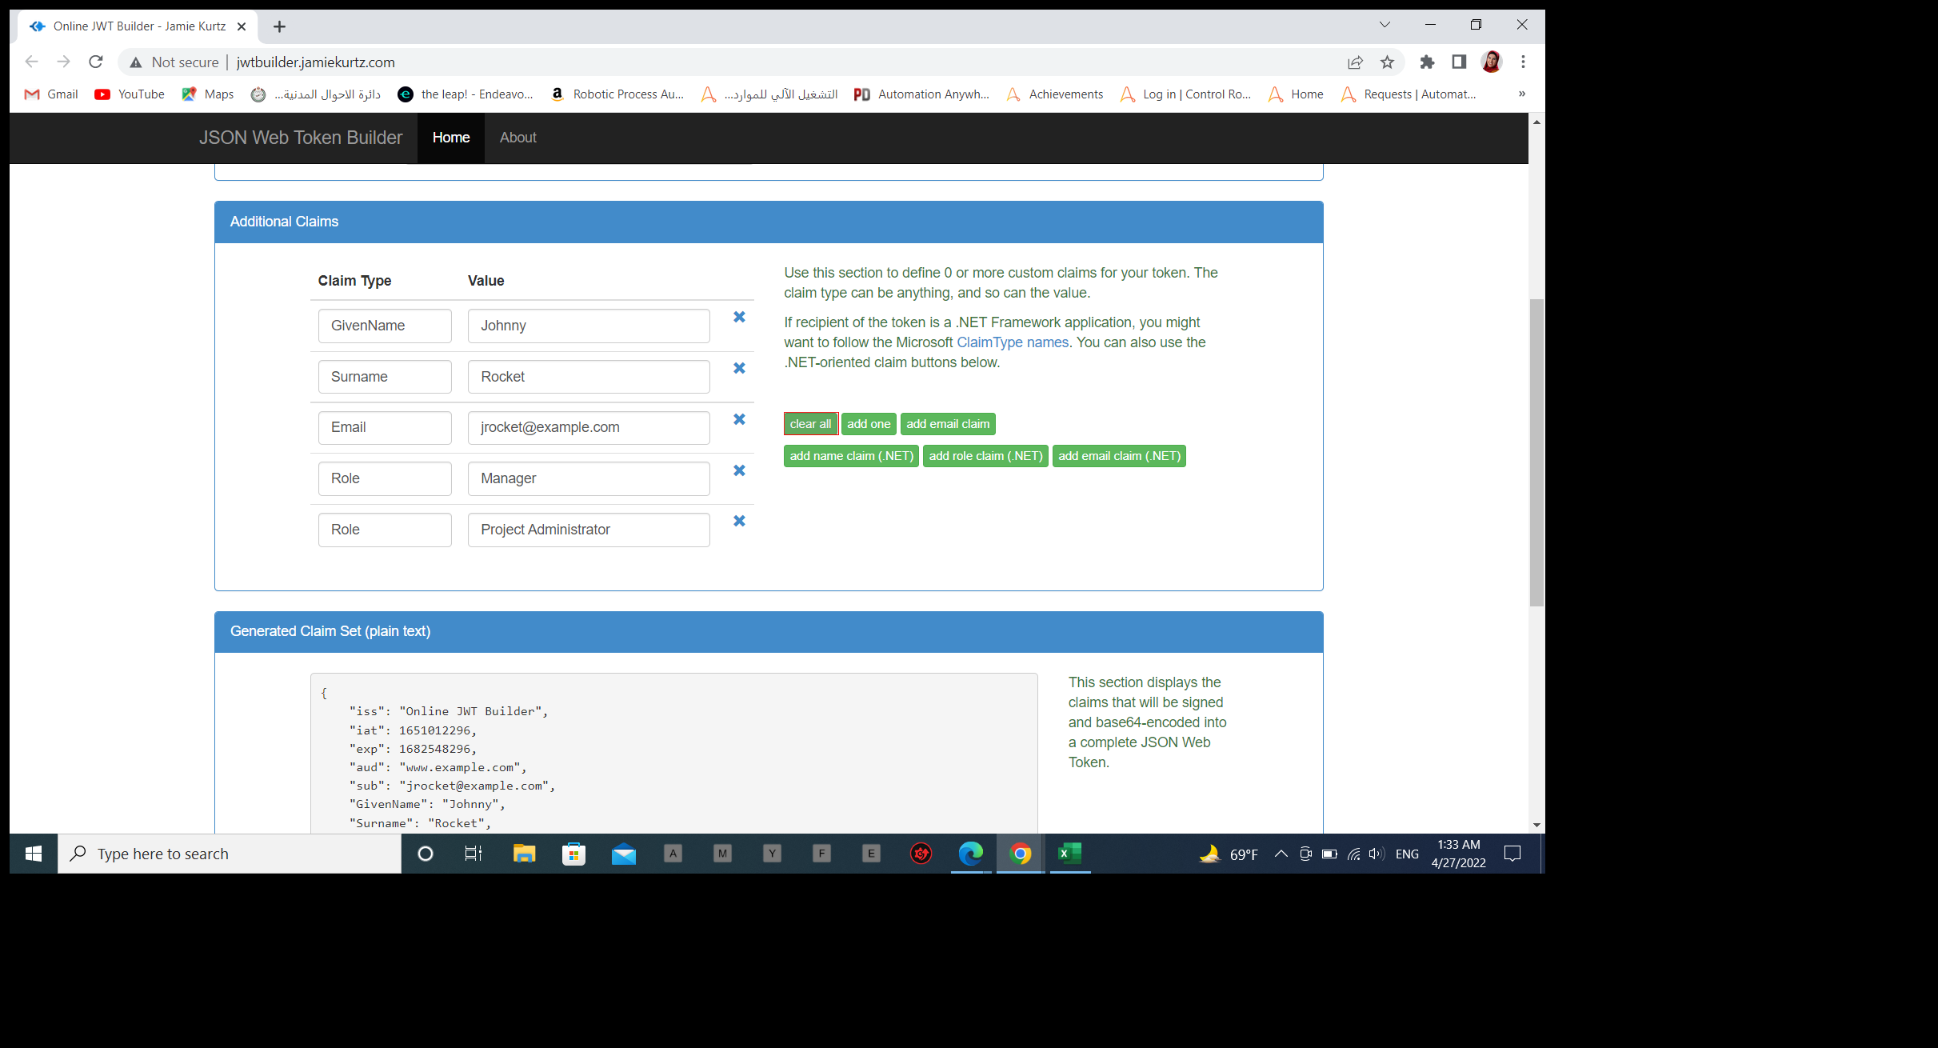 Online JWT Builder - Jamie Kurtz
Not secure | jwtbuilder.jamiekurtz.com
Gmail
YouTube
Maps
دائرة الاحوال المدنية...
the leap! - Endeavo...
Robotic Process Au...
التشغيل الآلي للموارد...
PD Automation Anywh...
Achievements
Log in | Control Ro...
Home
Requests | Automat...
»
JSON Web Token Builder
Home
About
Additional Claims
Claim Type Value
GivenName Johnny
Surname Rocket
Email jrocket@example.com
Role Manager
Role Project Administrator
Use this section to define 0 or more custom claims for your token. The
claim type can be anything, and so can the value.
If recipient of the token is a .NET Framework application, you might
want to follow the Microsoft ClaimType names. You can also use the
.NET-oriented claim buttons below.
clear all add one add email claim
add name claim (.NET) add role claim (.NET) add email claim (.NET)
Generated Claim Set (plain text)
{
"iss": "Online JWT Builder",
"iat": 1651012296,
"exp": 1682548296,
"aud": "www.example.com",
"sub": "jrocket@example.com",
"GivenName": "Johnny",
"Surname": "Rocket",
This section displays the
claims that will be signed
and base64-encoded into
a complete JSON Web
Token.
Type here to search
A M Y F E
69°F
ENG
1:33 AM
4/27/2022